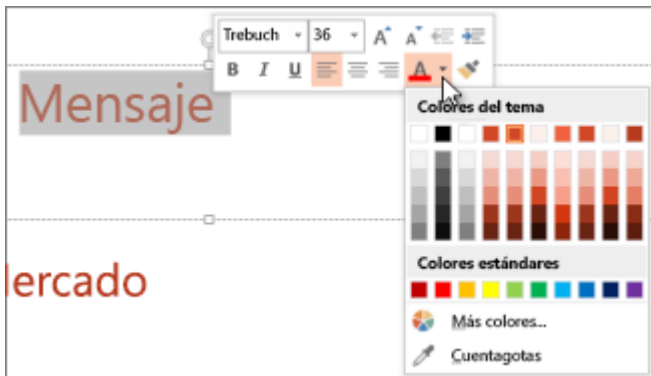 Trebuch 36 A A
B I U A
Mensaje
Colores del tema
Colores estándares
Más colores...
Cuentagotas
lercado